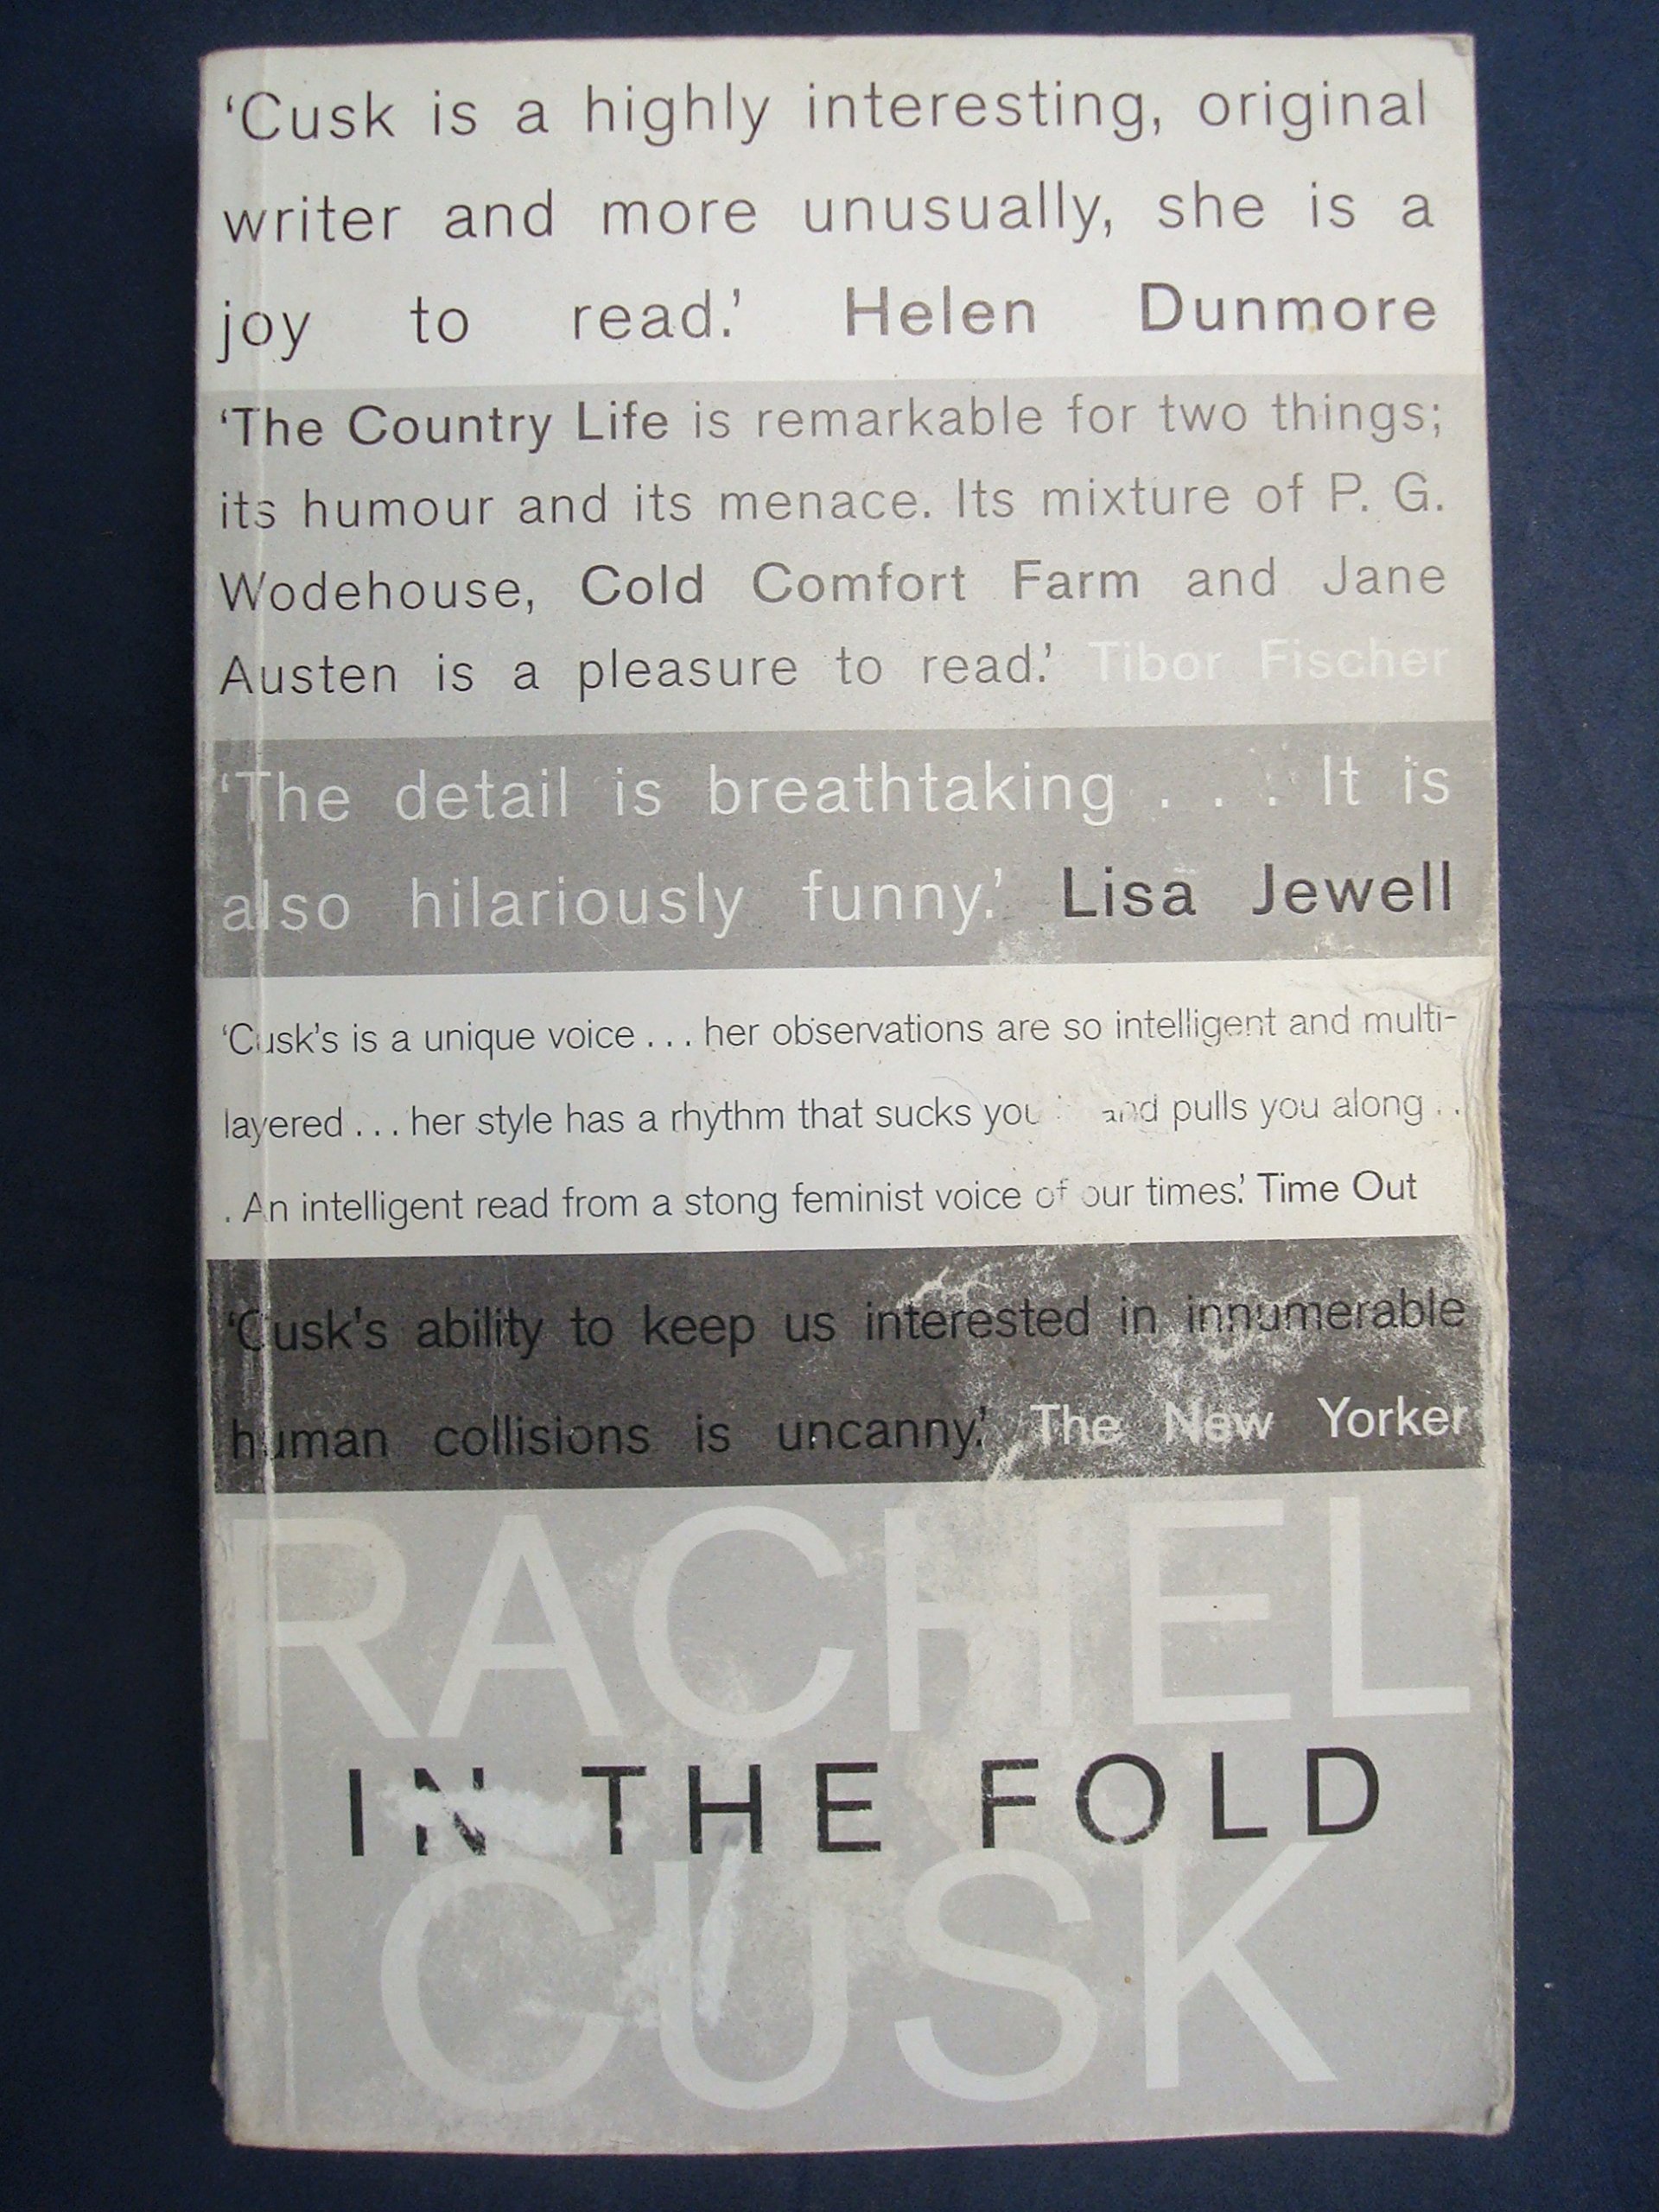 ‘Cusk is a highly interesting, original
writer and more unusually, she is a
joy to read.’ Helen Dunmore
‘The Country Life is remarkable for two things;
its humour and its menace. Its mixture of P. G.
Wodehouse, Cold Comfort Farm and Jane
Austen is a pleasure to read.’ Tibor Fischer
‘The detail is breathtaking . . . It is
also hilariously funny.’ Lisa Jewell
‘Cusk’s is a unique voice . . . her observations are so intelligent and multi-
layered . . . her style has a rhythm that sucks you and pulls you along . .
. An intelligent read from a stong feminist voice of our times.’ Time Out
‘Cusk’s ability to keep us interested in innumerable
human collisions is uncanny.’ The New Yorker
RACHEL
IN THE FOLD
CUSK